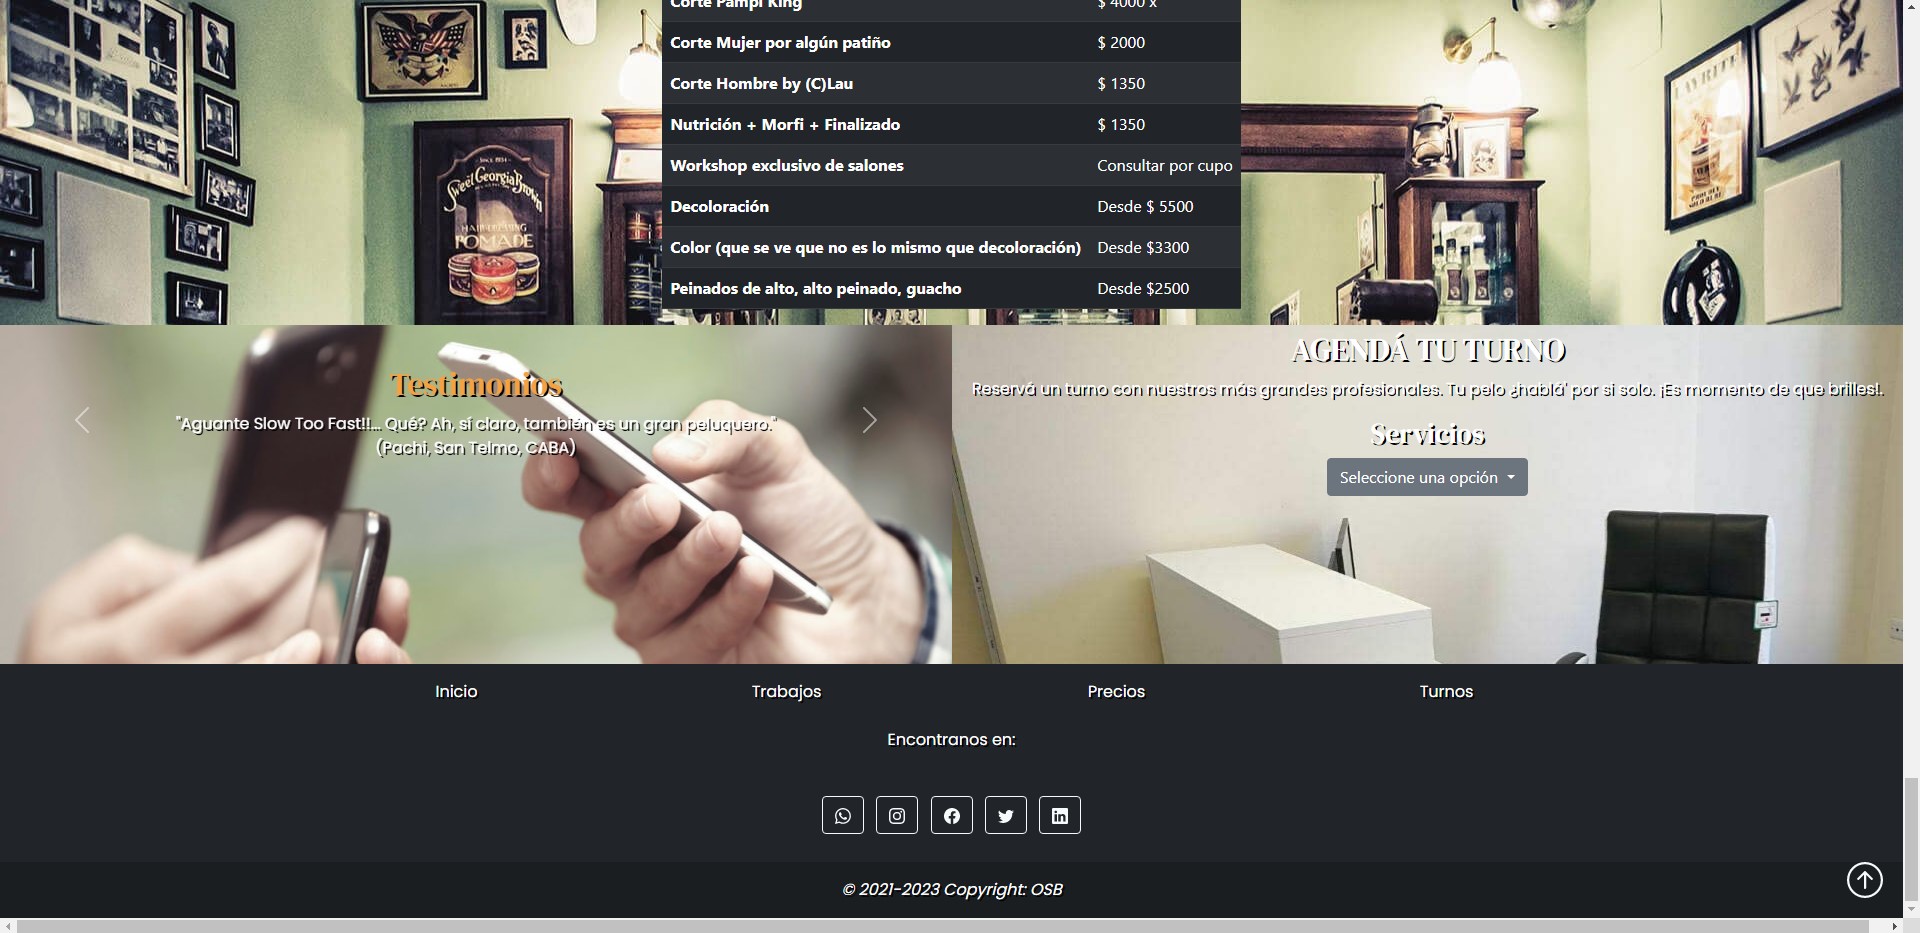 Corte Pampi King $ 4000 x
Corte Mujer por algún patiño $ 2000
Corte Hombre by (C)Lau $ 1350
Nutrición + Morfi + Finalizado $ 1350
Workshop exclusivo de salones Consultar por cupo
Decoloración Desde $ 5500
Color (que se ve que no es lo mismo que decoloración) Desde $3300
Peinados de alto, alto peinado, guacho Desde $2500
SINCE 1934
Sweet Georgia Brown
HAIR DRESSING
POMADE
Testimonios
"Aguante Slow Too Fast!!... Qué? Ah, sí claro, también es un gran peluquero."
(Pachi, San Telmo, CABA)
AGENDÁ TU TURNO
Reservá un turno con nuestros más grandes profesionales. Tu pelo ¿hablá' por si solo. ¡Es momento de que brilles!.
Servicios
Seleccione una opción
Inicio Trabajos Precios Turnos
Encontranos en:
© 2021-2023 Copyright: OSB